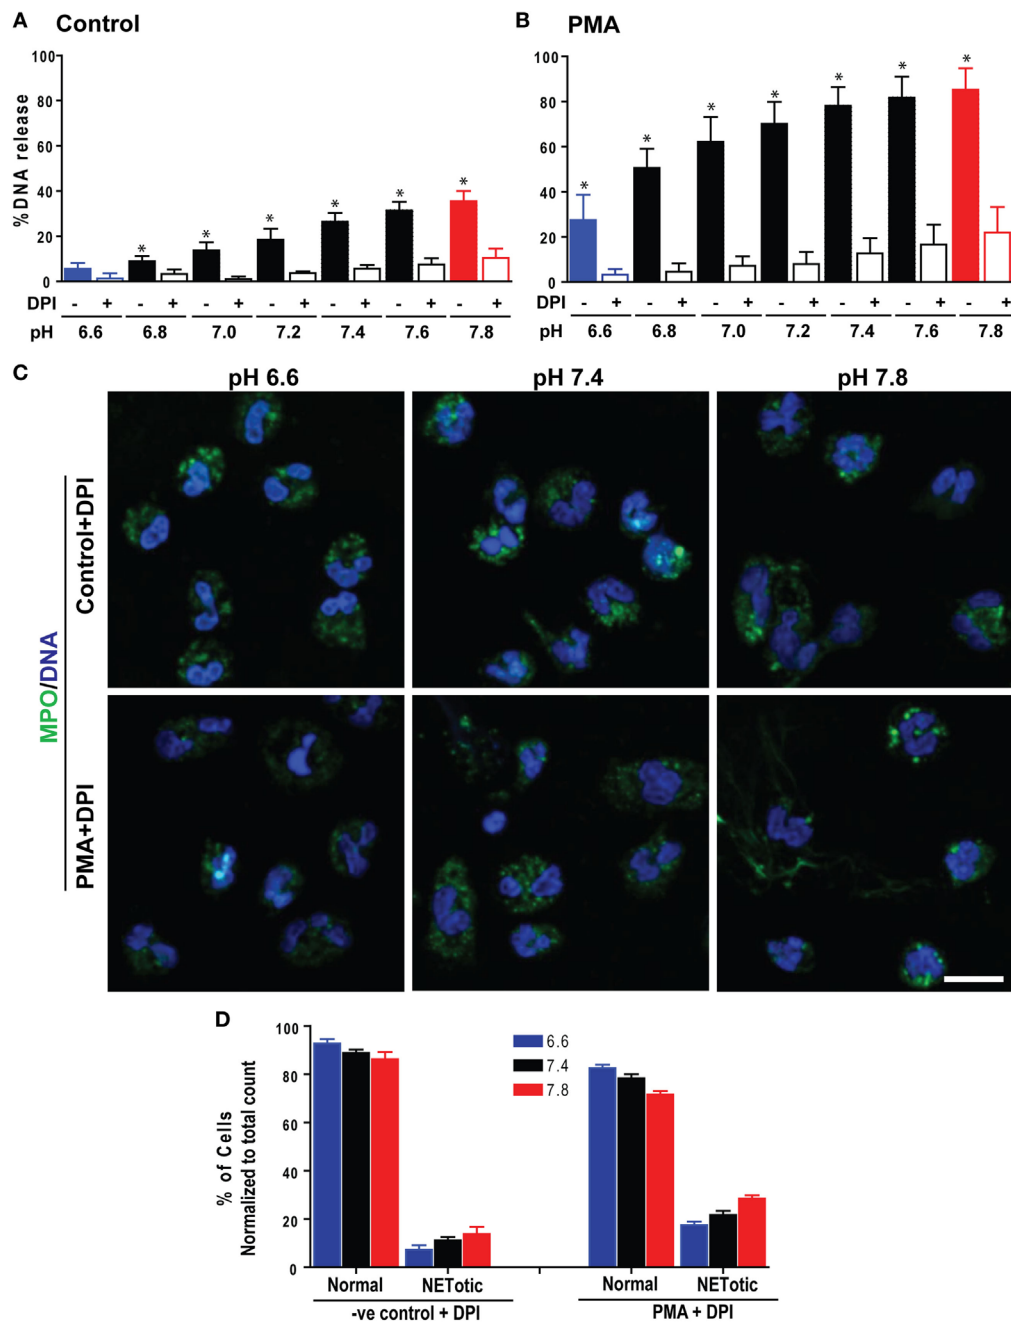 A Control
% DNA release
100
80
60
40
20
0
* * * * * *
DPI - + - + - + - + - + - + - +
pH 6.6 6.8 7.0 7.2 7.4 7.6 7.8
B PMA
100
80
60
40
20
0
* * * * * * *
DPI - + - + - + - + - + - + - +
pH 6.6 6.8 7.0 7.2 7.4 7.6 7.8
C
pH 6.6 pH 7.4 pH 7.8
MPO/DNA
Control+DPI
PMA+DPI
D
% of Cells
Normalized to total count
100
80
60
40
20
0
6.6
7.4
7.8
Normal NETotic Normal NETotic
-ve control + DPI PMA + DPI